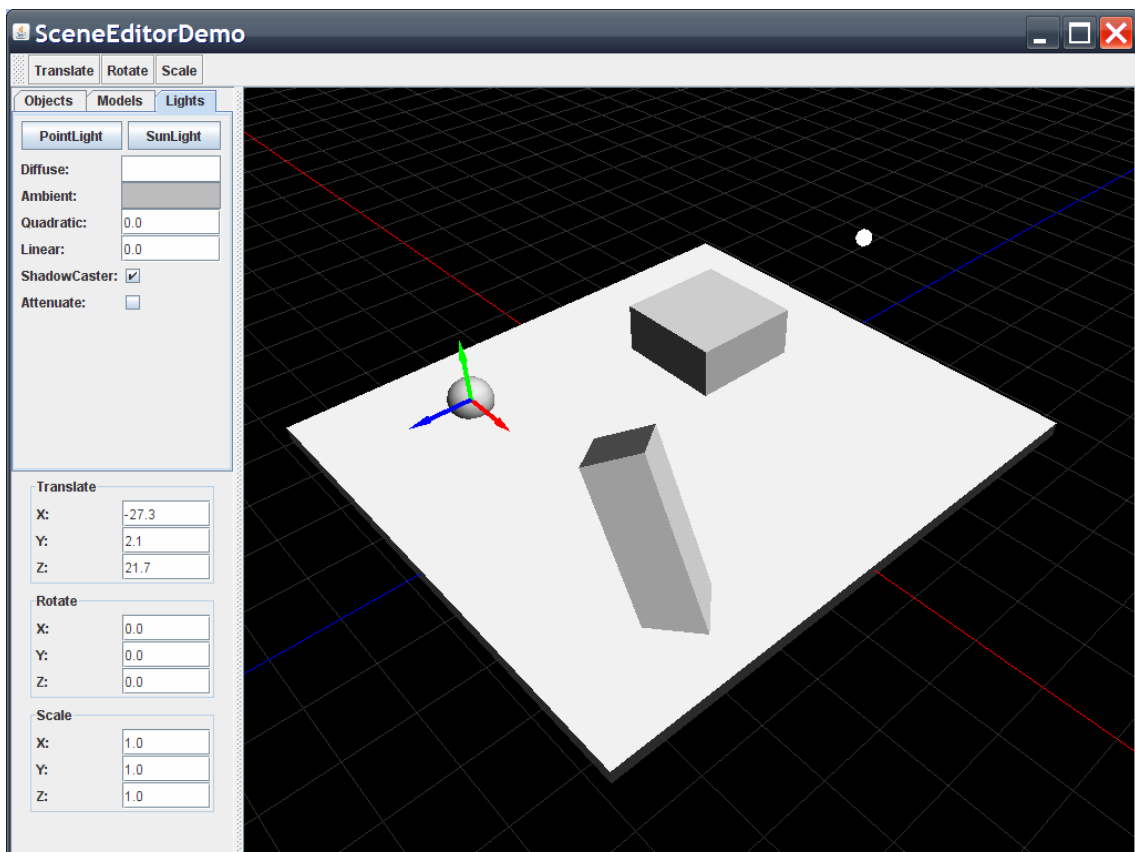 SceneEditorDemo
Translate Rotate Scale
Objects Models Lights
PointLight SunLight
Diffuse:
Ambient:
Quadratic: 0.0
Linear: 0.0
ShadowCaster:
Attenuate:
Translate
X: -27.3
Y: 2.1
Z: 21.7
Rotate
X: 0.0
Y: 0.0
Z: 0.0
Scale
X: 1.0
Y: 1.0
Z: 1.0